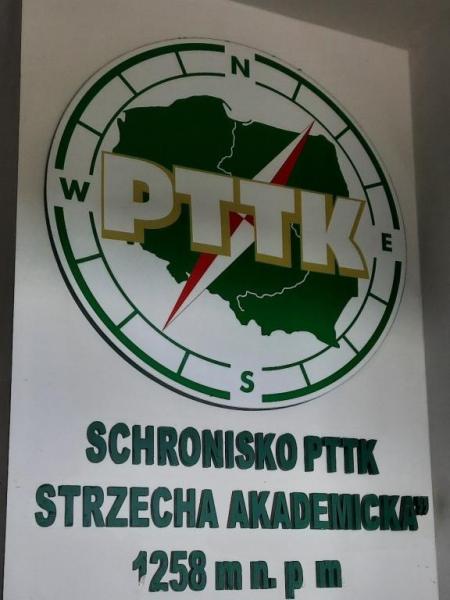 N
W
PTTK
E
S
SCHRONISKO PTTK
STRZECHA AKADEMICKA”
1258 m n. p m